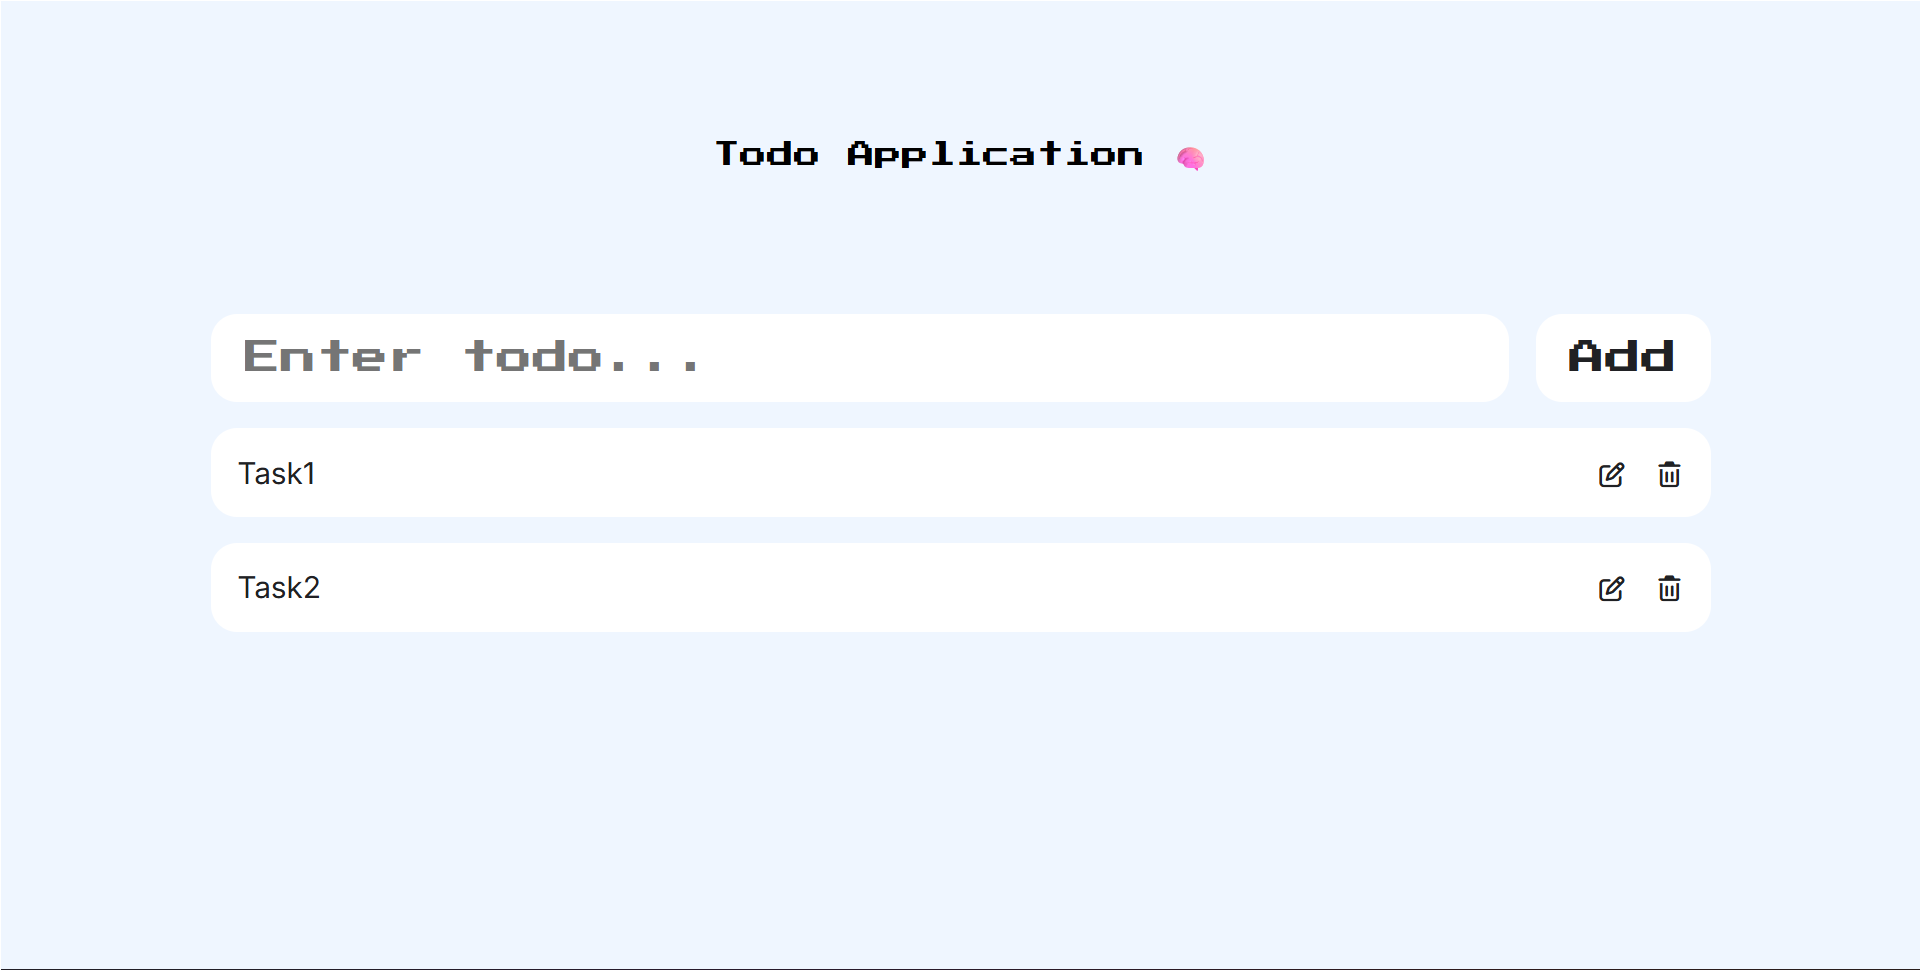 Todo Application 🧠
Enter todo...
Add
Task1
Task2